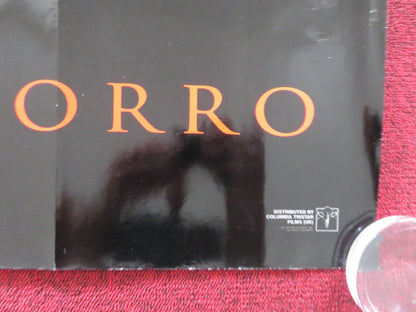 ORRO
DISTRIBUTED BY
COLUMBIA TRISTAR
FILMS (UK)